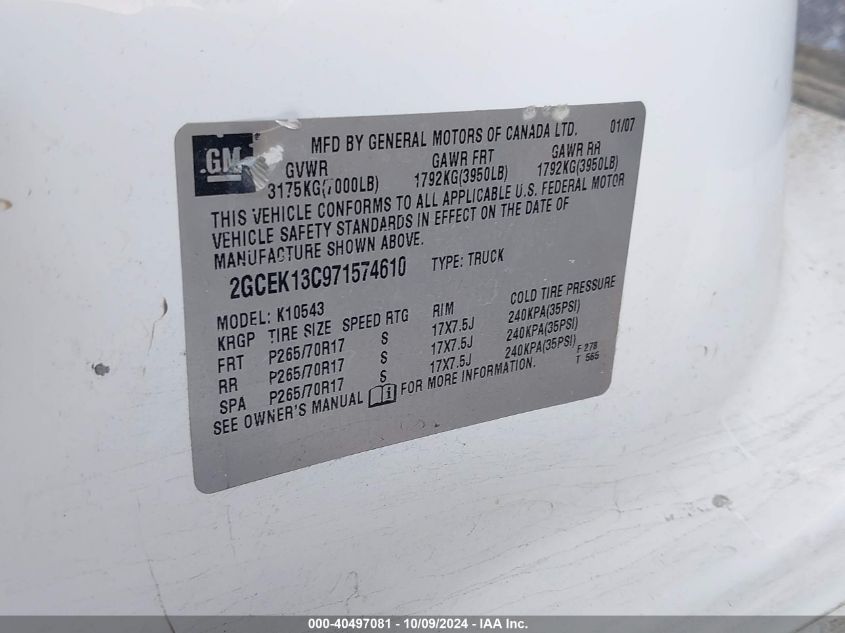 GM
MFD BY GENERAL MOTORS OF CANADA LTD. 01/07
GVWR GAWR FRT GAWR RR
3175KG(7000LB) 1792KG(3950LB) 1792KG(3950LB)
THIS VEHICLE CONFORMS TO ALL APPLICABLE U.S. FEDERAL MOTOR
VEHICLE SAFETY STANDARDS IN EFFECT ON THE DATE OF
MANUFACTURE SHOWN ABOVE.
2GCEK13C971574610 TYPE: TRUCK
MODEL: K10543
KRGP TIRE SIZE SPEED RTG RIM COLD TIRE PRESSURE
FRT P265/70R17 S 17X7.5J 240KPA(35PSI)
RR P265/70R17 S 17X7.5J 240KPA(35PSI)
SPA P265/70R17 S 17X7.5J 240KPA(35PSI)
F 278
T 565
SEE OWNER'S MANUAL FOR MORE INFORMATION.
000-40497081 - 10/09/2024 - IAA Inc.